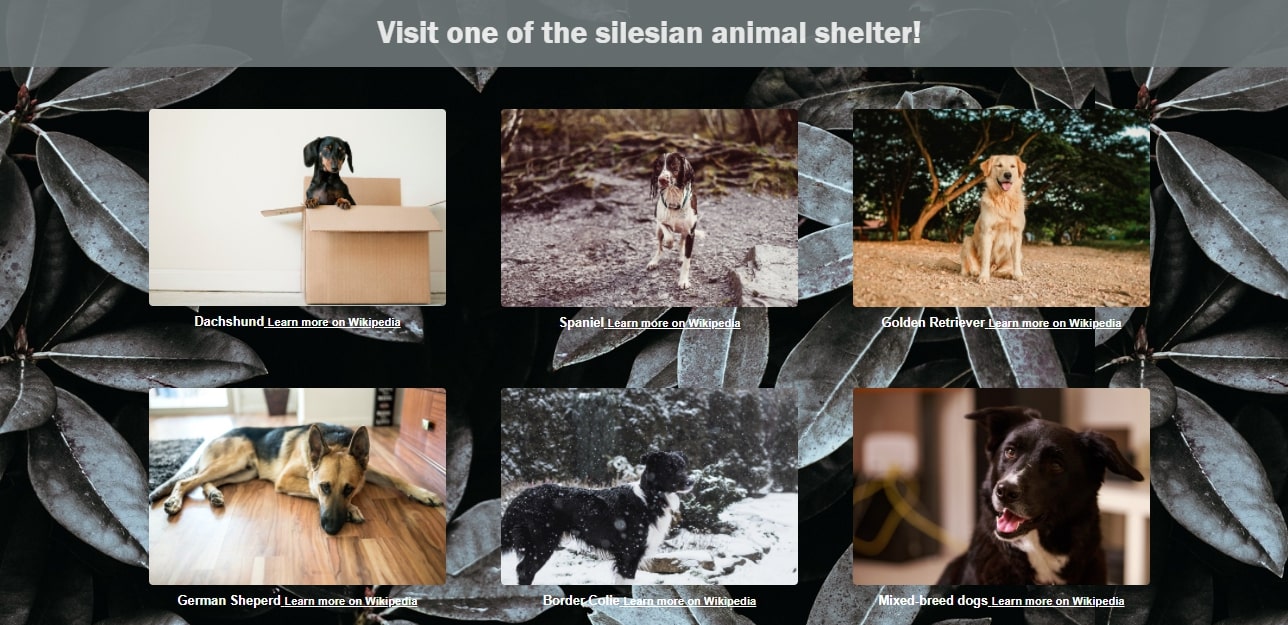 Visit one of the silesian animal shelter!
Dachshund Learn more on Wikipedia
Spaniel Learn more on Wikipedia
Golden Retriever Learn more on Wikipedia
German Sheperd Learn more on Wikipedia
Border Colie Learn more on Wikipedia
Mixed-breed dogs Learn more on Wikipedia